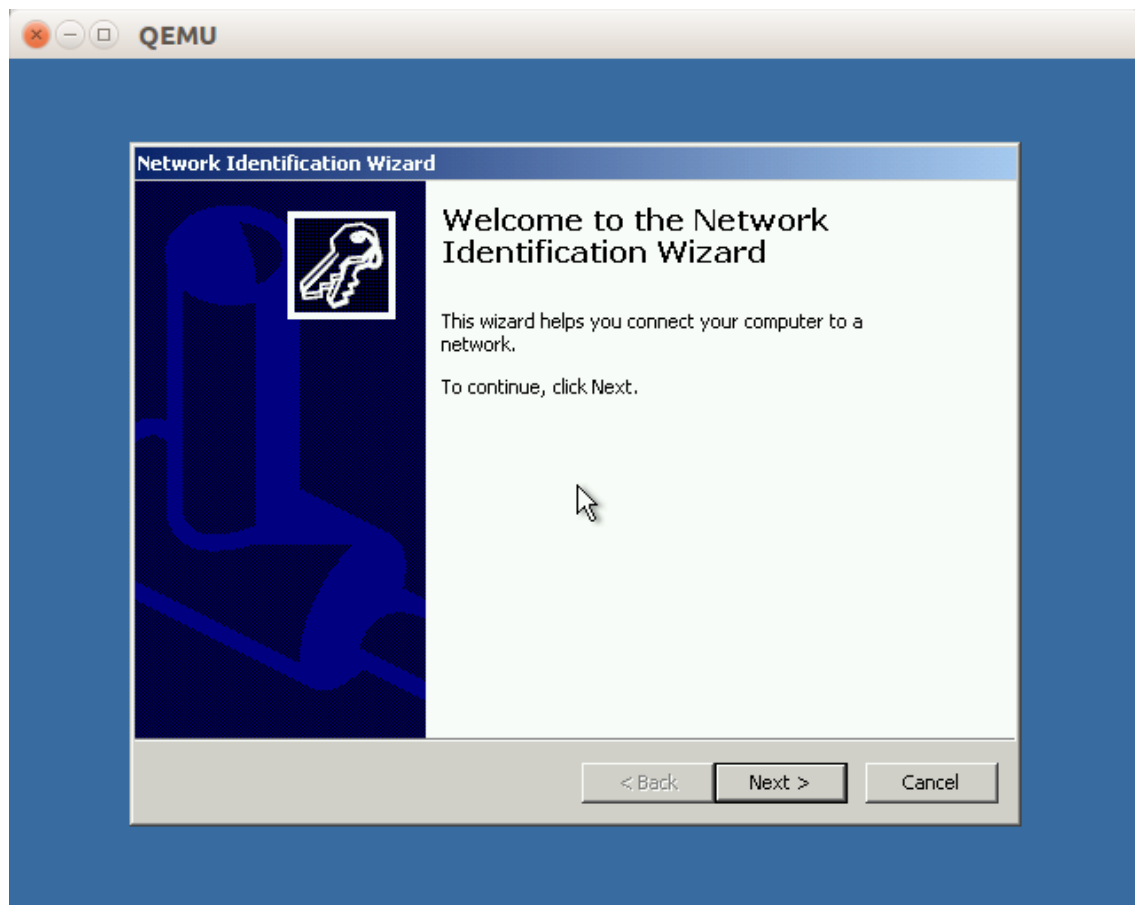 QEMU
Network Identification Wizard
Welcome to the Network
Identification Wizard
This wizard helps you connect your computer to a
network.
To continue, click Next.
< Back
Next >
Cancel